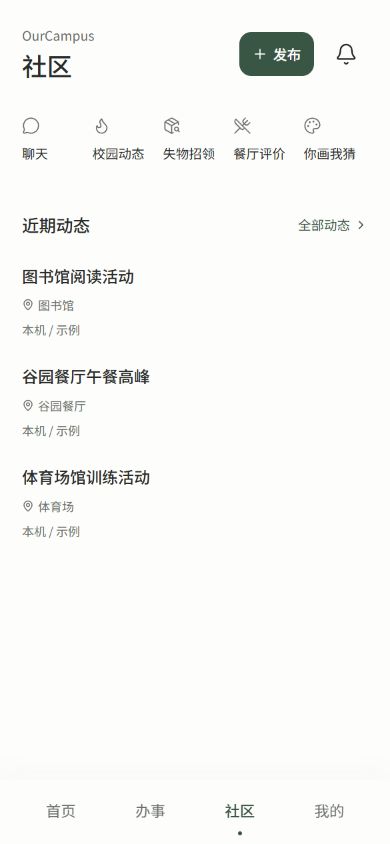 OurCampus
社区
发布
聊天
校园动态
失物招领
餐厅评价
你画我猜
近期动态
全部动态
图书馆阅读活动
图书馆
本机 / 示例
谷园餐厅午餐高峰
谷园餐厅
本机 / 示例
体育场馆训练活动
体育场
本机 / 示例
首页
办事
社区
我的